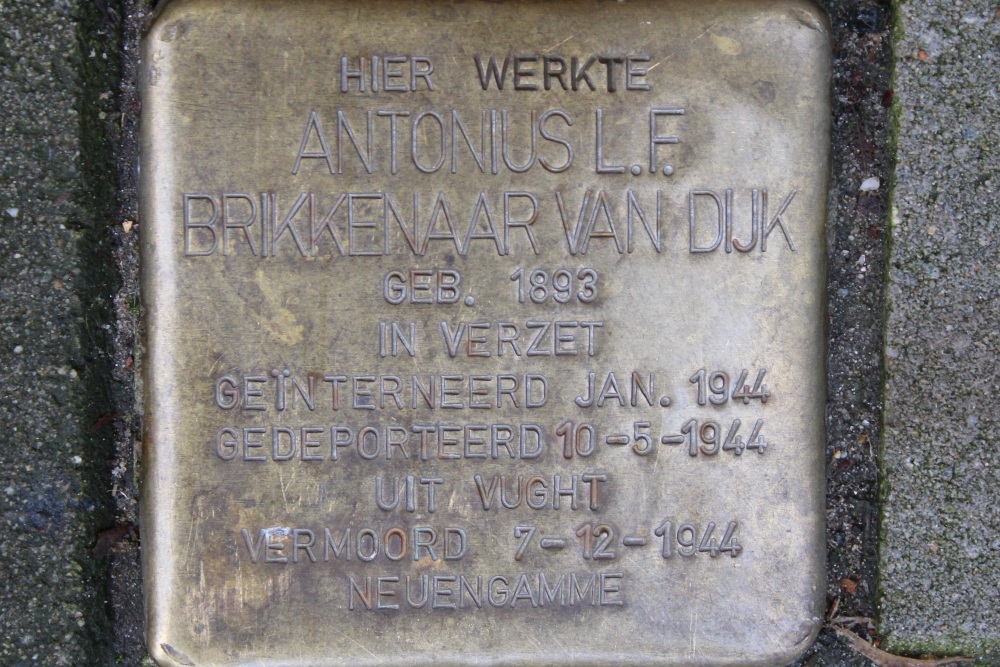 HIER WERKTE
ANTONIUS L.F.
BRIKKENAAR VAN DIJK
GEB. 1893
IN VERZET
GEÏNTERNEERD JAN. 1944
GEDEPORTEERD 10-5-1944
UIT VUGHT
VERMOORD 7-12-1944
NEUENGAMME